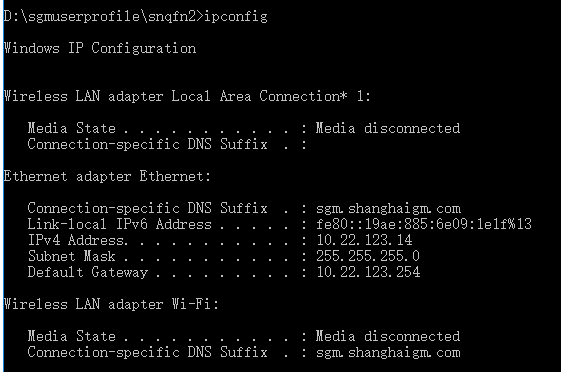 D:\sgmuserprofile\snqfn2>ipconfig
Windows IP Configuration
Wireless LAN adapter Local Area Connection* 1:
Media State . . . . . . . . . . . : Media disconnected
Connection-specific DNS Suffix . :
Ethernet adapter Ethernet:
Connection-specific DNS Suffix . : sgm.shanghaigm.com
Link-local IPv6 Address . . . . . : fe80::19ae:885:6e09:1e1f%13
IPv4 Address. . . . . . . . . . . : 10.22.123.14
Subnet Mask . . . . . . . . . . . : 255.255.255.0
Default Gateway . . . . . . . . . : 10.22.123.254
Wireless LAN adapter Wi-Fi:
Media State . . . . . . . . . . . : Media disconnected
Connection-specific DNS Suffix . : sgm.shanghaigm.com